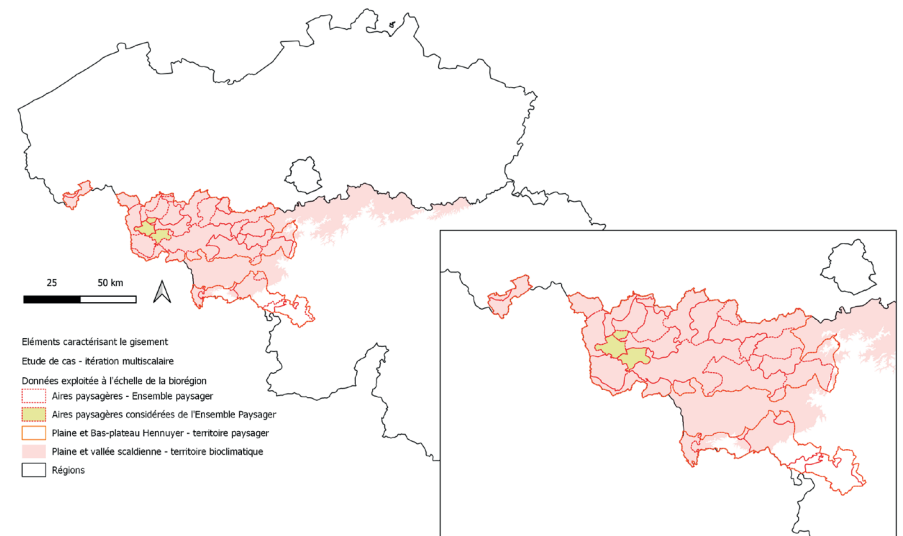 25 50 km
Eléments caractérisant le gisement
Etude de cas - itération multiscalaire
Données exploitée à l'échelle de la biorégion
Aires paysagères - Ensemble paysager
Aires paysagères considérées de l'Ensemble Paysager
Plaine et Bas-plateau Hennuyer - territoire paysager
Plaine et vallée scaldienne - territoire bioclimatique
Régions